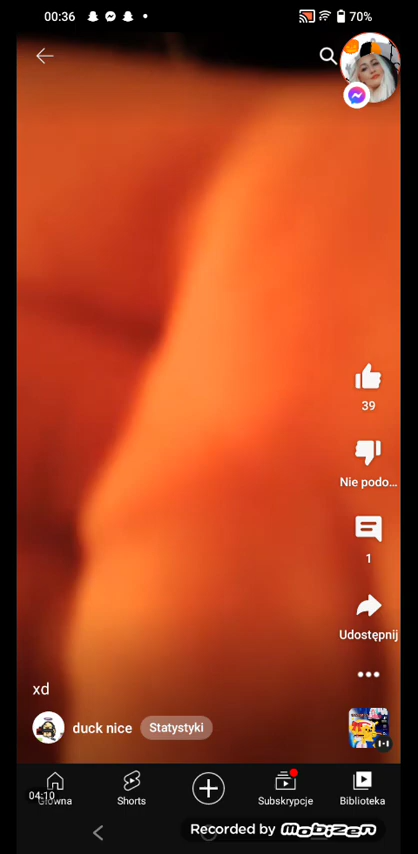 00:36
70%
39
Nie podo...
1
Udostępnij
xd
duck nice
Statystyki
04:10
Główna
Shorts
Subskrypcje
Biblioteka
Recorded by mobizen